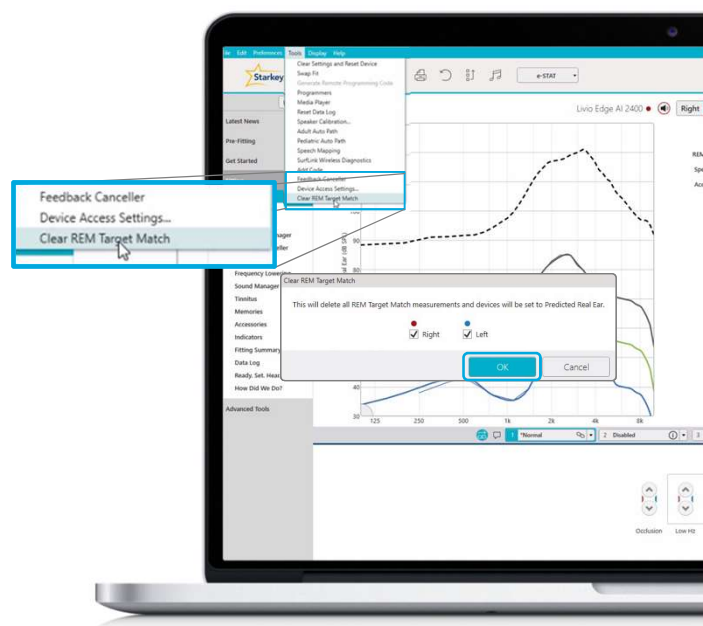 File Edit Preferences Tools Display Help
Clear Settings and Reset Device
Swap Fit
Generate Remote Programming Code
Programmers
Media Player
Reset Data Log
Speaker Calibration...
Adult Auto Path
Pediatric Auto Path
Speech Mapping
SurfLink Wireless Diagnostics
Add Code...
Feedback Canceller
Device Access Settings...
Clear REM Target Match
Starkey
e-STAT
Livio Edge AI 2400
Right
Latest News
Pre-Fitting
Get Started
Feedback Canceller
Device Access Settings...
Clear REM Target Match
Frequency Lowering
Sound Manager
Tinnitus
Memories
Accessories
Indicators
Fitting Summary
Data Log
How Did We Do?
Advanced Tools
REM
90
80
Clear REM Target Match
This will delete all REM Target Match measurements and devices will be set to Predicted Real Ear.
Right Left
OK Cancel
40
30
125 250 500 1k 2k 4k 8k
1 *Normal 2 Disabled 3
Occlusion Low Hz